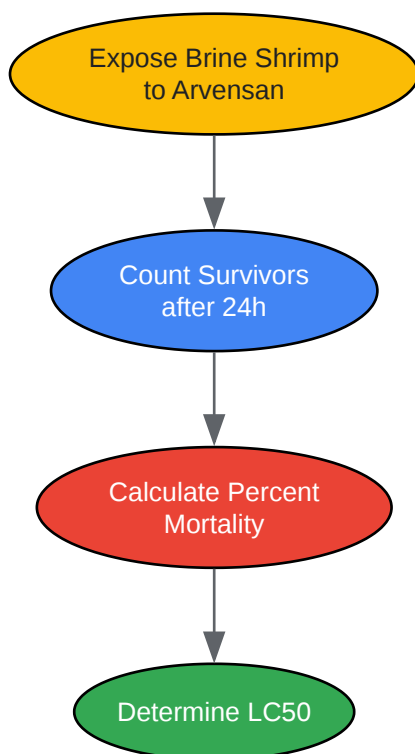 Expose Brine Shrimp
to Arvensan
Count Survivors
after 24h
Calculate Percent
Mortality
Determine LC50